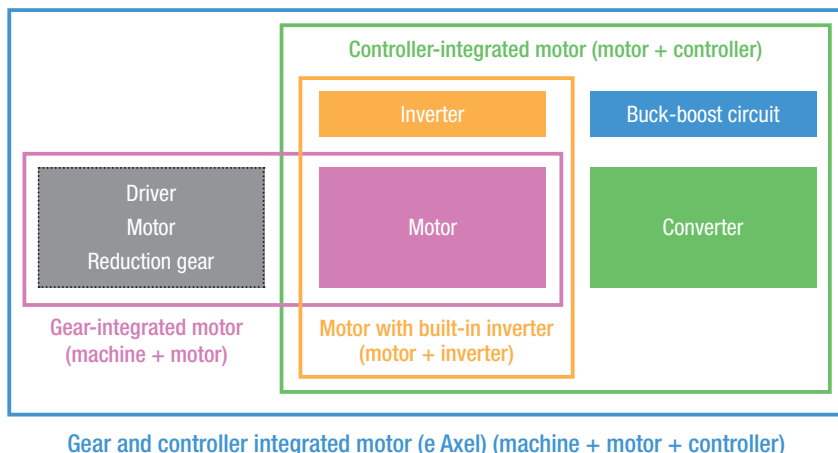 Controller-integrated motor (motor + controller)
Inverter
Buck-boost circuit
Driver
Motor
Reduction gear
Motor
Converter
Gear-integrated motor
(machine + motor)
Motor with built-in inverter
(motor + inverter)
Gear and controller integrated motor (e Axel) (machine + motor + controller)